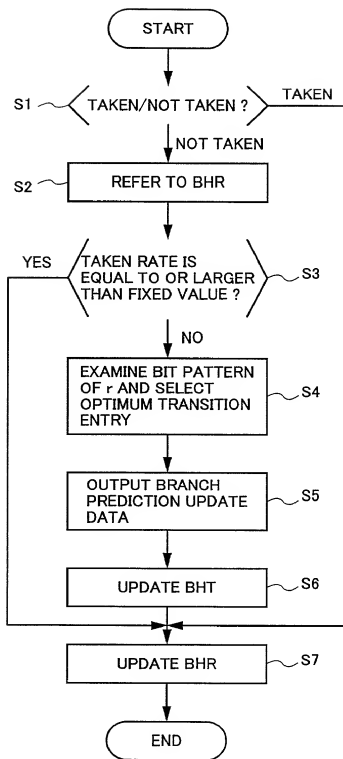 START
S1
TAKEN/NOT TAKEN ?
TAKEN
NOT TAKEN
S2
REFER TO BHR
YES
TAKEN RATE IS
EQUAL TO OR LARGER
THAN FIXED VALUE ?
S3
NO
EXAMINE BIT PATTERN
OF r AND SELECT
OPTIMUM TRANSITION
ENTRY
S4
OUTPUT BRANCH
PREDICTION UPDATE
DATA
S5
UPDATE BHT
S6
UPDATE BHR
S7
END